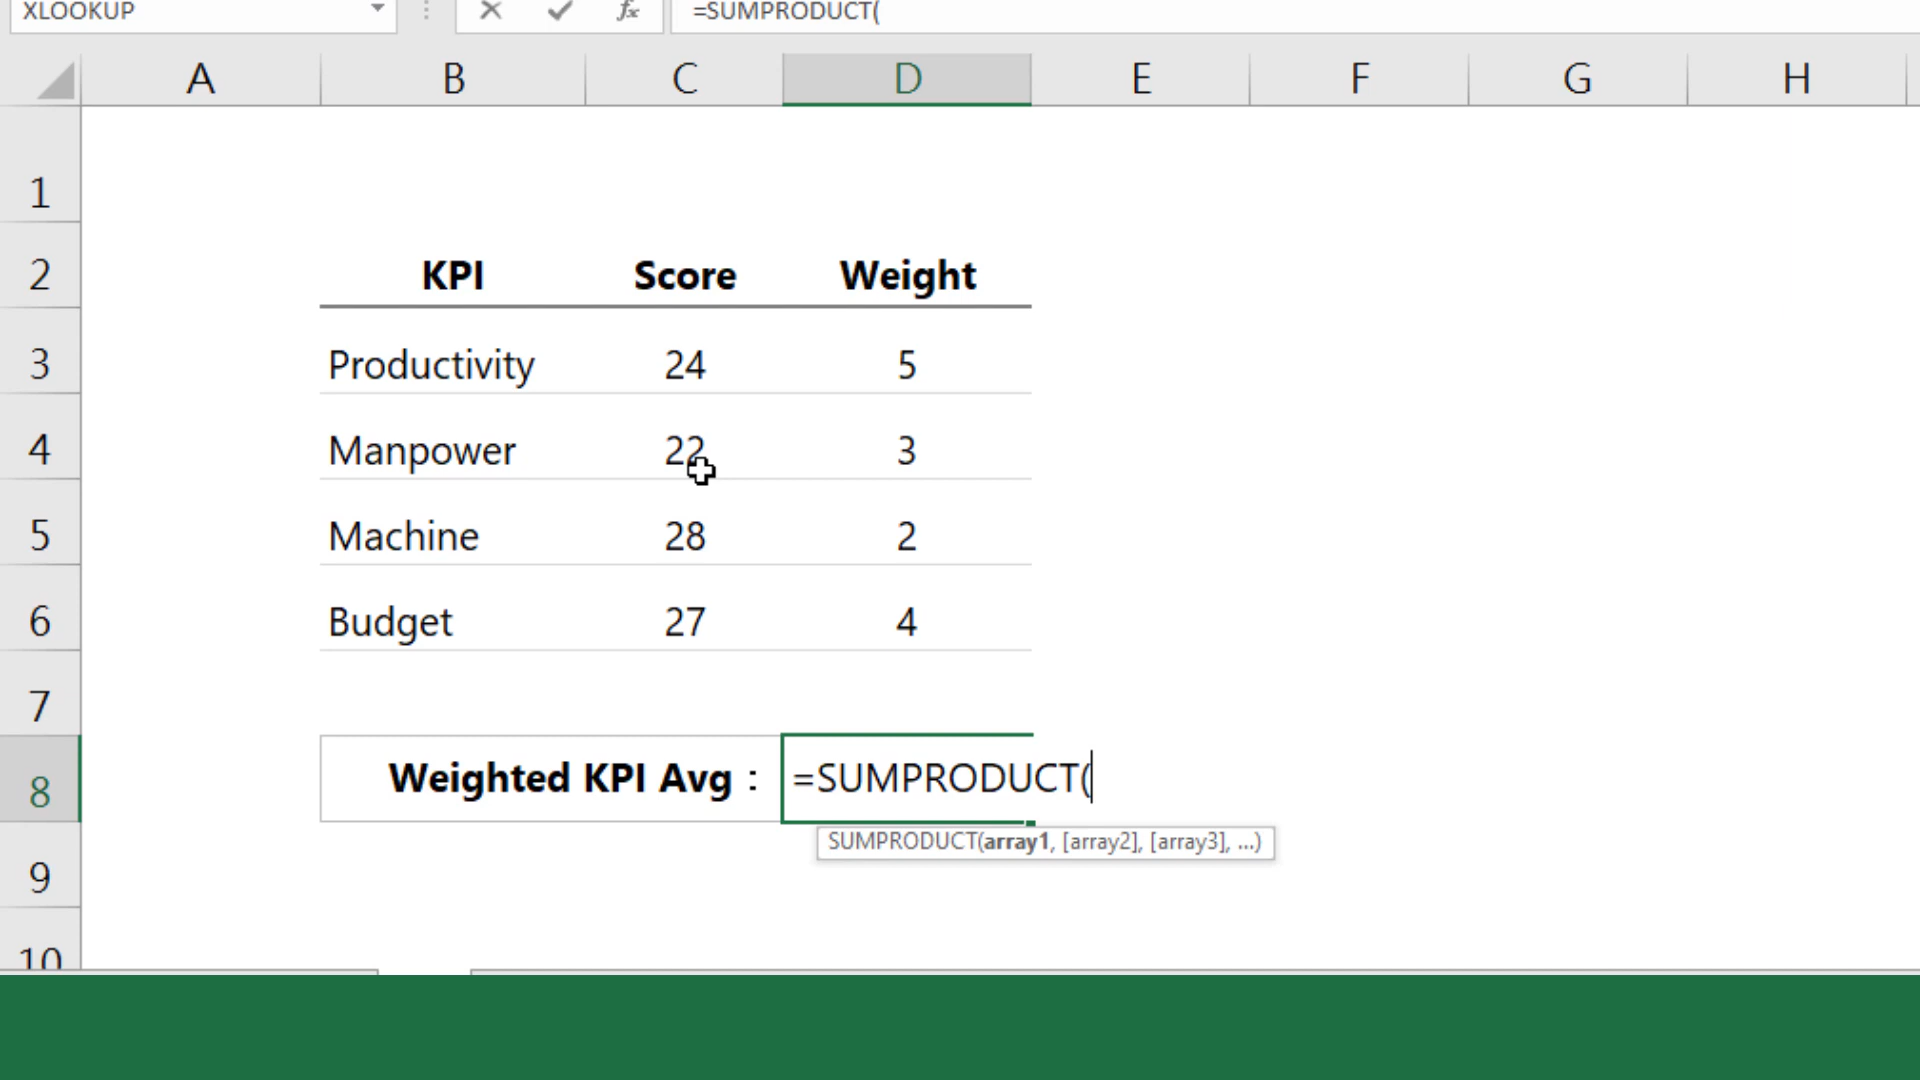 XLOOKUP fx =SUMPRODUCT(
A B C D E F G H
1
2 KPI Score Weight
3 Productivity 24 5
4 Manpower 22 3
5 Machine 28 2
6 Budget 27 4
7
8 Weighted KPI Avg : =SUMPRODUCT(
SUMPRODUCT(array1, [array2], [array3], ...)
9
10